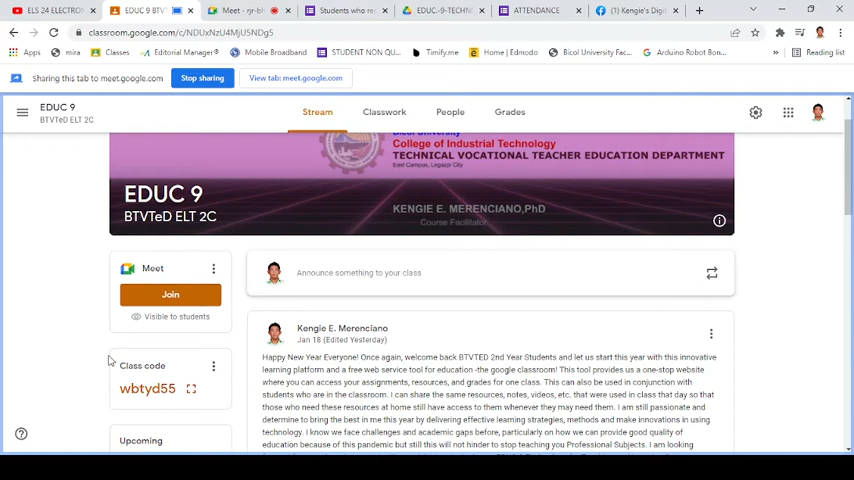 ELS 24 ELECTRON
EDUC 9 BTVT
Meet - rjr-bh
Students who re
EDUC.-9-TECHN
ATTENDANCE
(1) Kengie's Digit
classroom.google.com/c/NDUxNzU4MjU5NDg5
Apps
mira
Classes
Editorial Manager®
Mobile Broadband
STUDENT NON QU...
Timify.me
Home | Edmodo
Bicol University Fac...
Arduino Robot Bon...
Reading list
Sharing this tab to meet.google.com
Stop sharing
View tab: meet.google.com
EDUC 9
BTVTeD ELT 2C
Stream
Classwork
People
Grades
Bicol University
College of Industrial Technology
TECHNICAL VOCATIONAL TEACHER EDUCATION DEPARTMENT
East Campus, Legazpi City
EDUC 9
BTVTeD ELT 2C
KENGIE E. MERENCIANO,PhD
Course Facilitator
Meet
Join
Visible to students
Class code
wbtyd55
Upcoming
Announce something to your class
Kengie E. Merenciano
Jan 18 (Edited Yesterday)
Happy New Year Everyone! Once again, welcome back BTVTED 2nd Year Students and let us start this year with this innovative
learning platform and a free web service tool for education -the google classroom! This tool provides us a one-stop website
where you can access your assignments, resources, and grades for one class. This can also be used in conjunction with
students who are in the classroom. I can share the same resources, notes, videos, etc. that were used in class that day so that
those who need these resources at home still have access to them whenever they may need them. I am still passionate and
determine to bring the best in me this year by delivering effective learning strategies, methods and make innovations in using
technology. I know we face challenges and academic gaps before, particularly on how we can provide good quality of
education because of this pandemic but still this will not hinder to stop teaching you Professional Subjects. I am looking